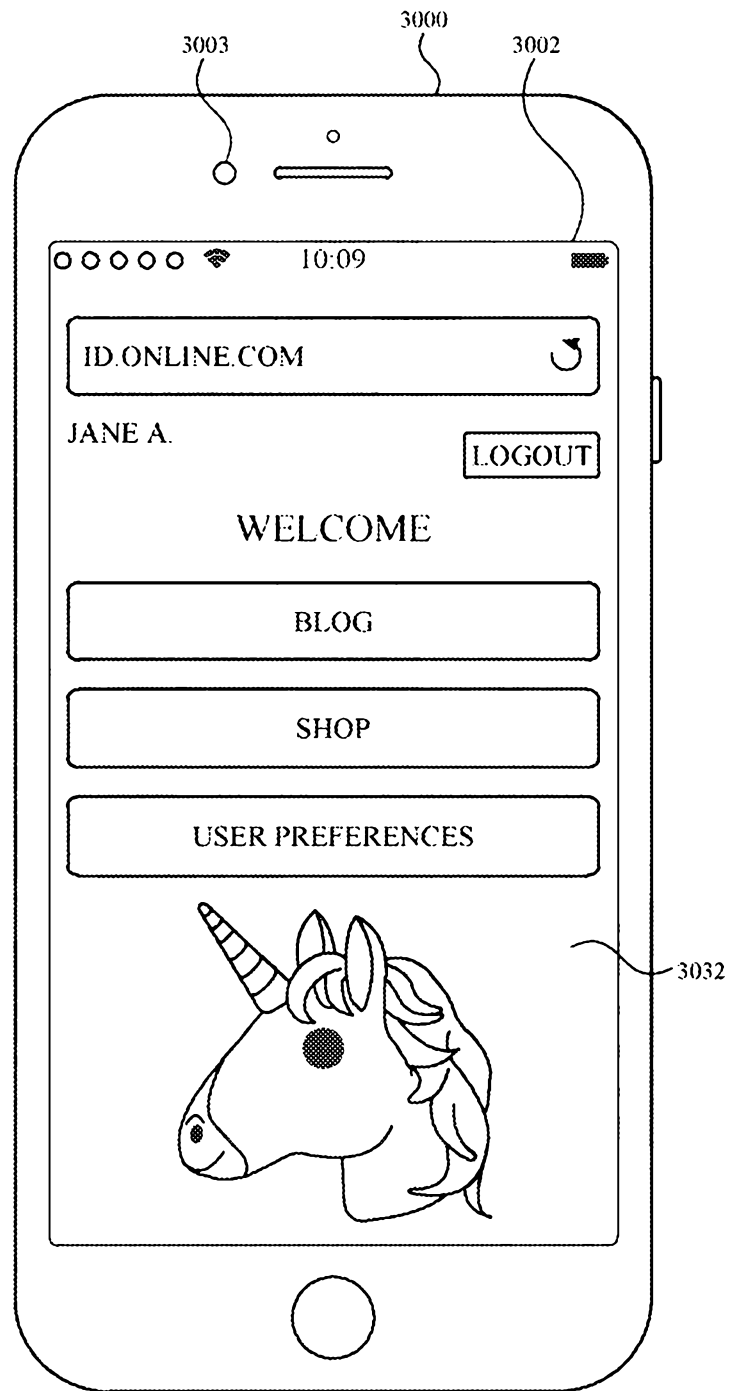 3000
3003
3002
10:09
ID.ONLINE.COM
JANE A.
LOGOUT
WELCOME
BLOG
SHOP
USER PREFERENCES
3032